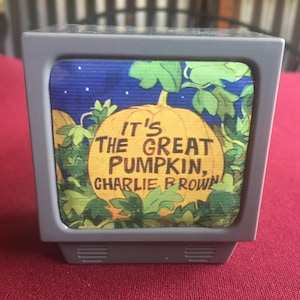 IT'S
THE GREAT
PUMPKIN,
CHARLIE BROWN!